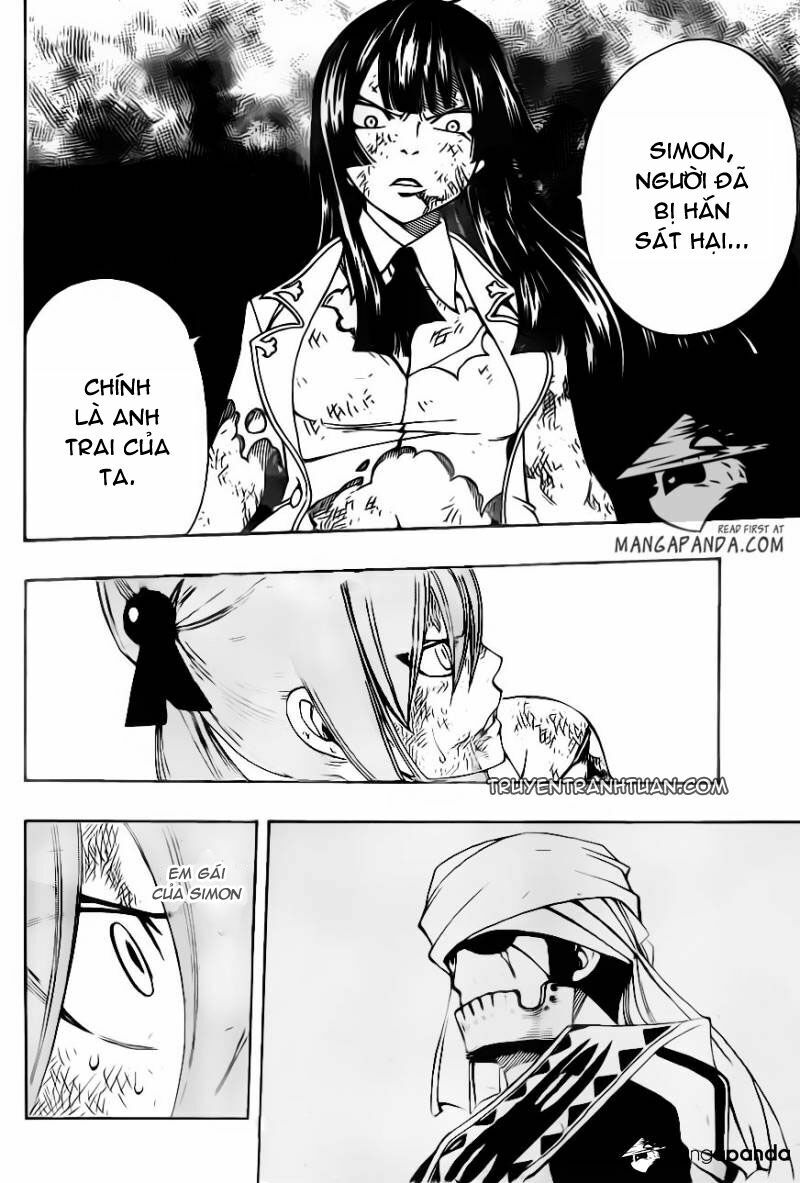 SIMON,
NGƯỜI ĐÃ
BỊ HẮN
SÁT HẠI...
CHÍNH
LÀ ANH
TRAI CỦA
TA.
READ FIRST AT
MANGAPANDA.COM
TRUYENTRANHTUAN.COM
EM GÁI
CỦA SIMON
mangapanda